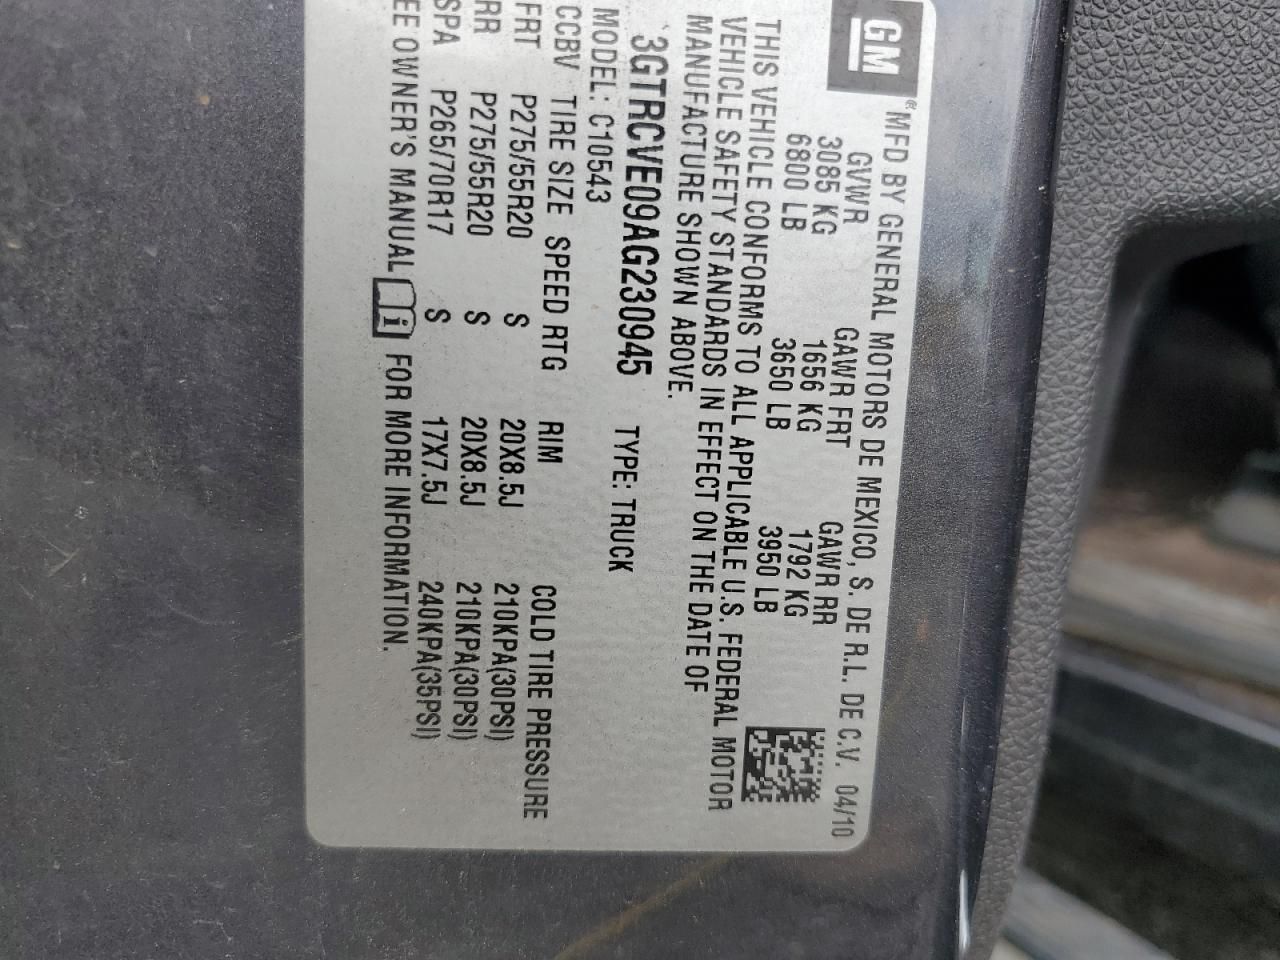 GM
® MFD BY GENERAL MOTORS DE MEXICO, S. DE R.L. DE C.V. 04/10
GVWR GAWR FRT GAWR RR
3085 KG 1656 KG 1792 KG
6800 LB 3650 LB 3950 LB
THIS VEHICLE CONFORMS TO ALL APPLICABLE U.S. FEDERAL MOTOR
VEHICLE SAFETY STANDARDS IN EFFECT ON THE DATE OF
MANUFACTURE SHOWN ABOVE.
3GTRCVE09AG230945 TYPE: TRUCK
MODEL: C10543
CCBV TIRE SIZE SPEED RTG RIM COLD TIRE PRESSURE
FRT P275/55R20 S 20X8.5J 210KPA(30PSI)
RR P275/55R20 S 20X8.5J 210KPA(30PSI)
SPA P265/70R17 S 17X7.5J 240KPA(35PSI)
EE OWNER'S MANUAL i FOR MORE INFORMATION.